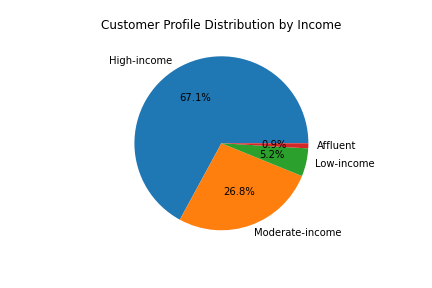 Customer Profile Distribution by Income
High-income
67.1%
0.9%
Affluent
5.2%
Low-income
26.8%
Moderate-income